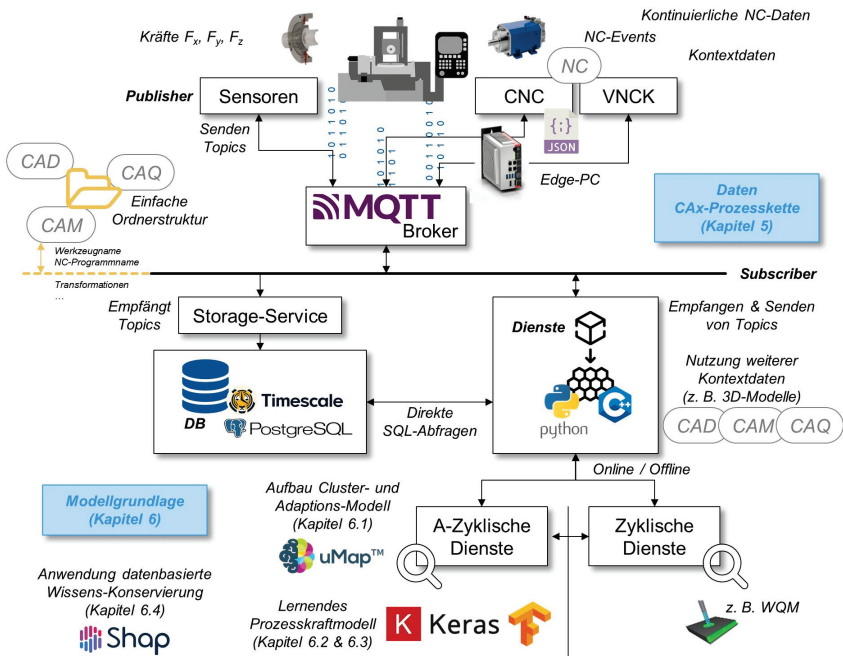 Kräfte Fx, Fy, Fz
Kontinuierliche NC-Daten
NC-Events
Kontextdaten
NC
Publisher
Sensoren
CNC
VNCK
Senden
Topics
{;}
JSON
Edge-PC
CAD
CAQ
CAM
Einfache
Ordnerstruktur
MQTT
Broker
Daten
CAx-Prozesskette
(Kapitel 5)
Werkzeugname
NC-Programmname
Transformationen
...
Subscriber
Empfängt
Topics
Storage-Service
Dienste
Empfangen & Senden
von Topics
DB
Timescale
PostgreSQL
Direkte
SQL-Abfragen
python
C++
Nutzung weiterer
Kontextdaten
(z. B. 3D-Modelle)
CAD
CAM
CAQ
Online / Offline
Modellgrundlage
(Kapitel 6)
Aufbau Cluster- und
Adaptions-Modell
(Kapitel 6.1)
uMap™
A-Zyklische
Dienste
Zyklische
Dienste
Anwendung datenbasierte
Wissens-Konservierung
(Kapitel 6.4)
Shap
Lernendes
Prozesskraftmodell
(Kapitel 6.2 & 6.3)
K Keras
z. B. WQM